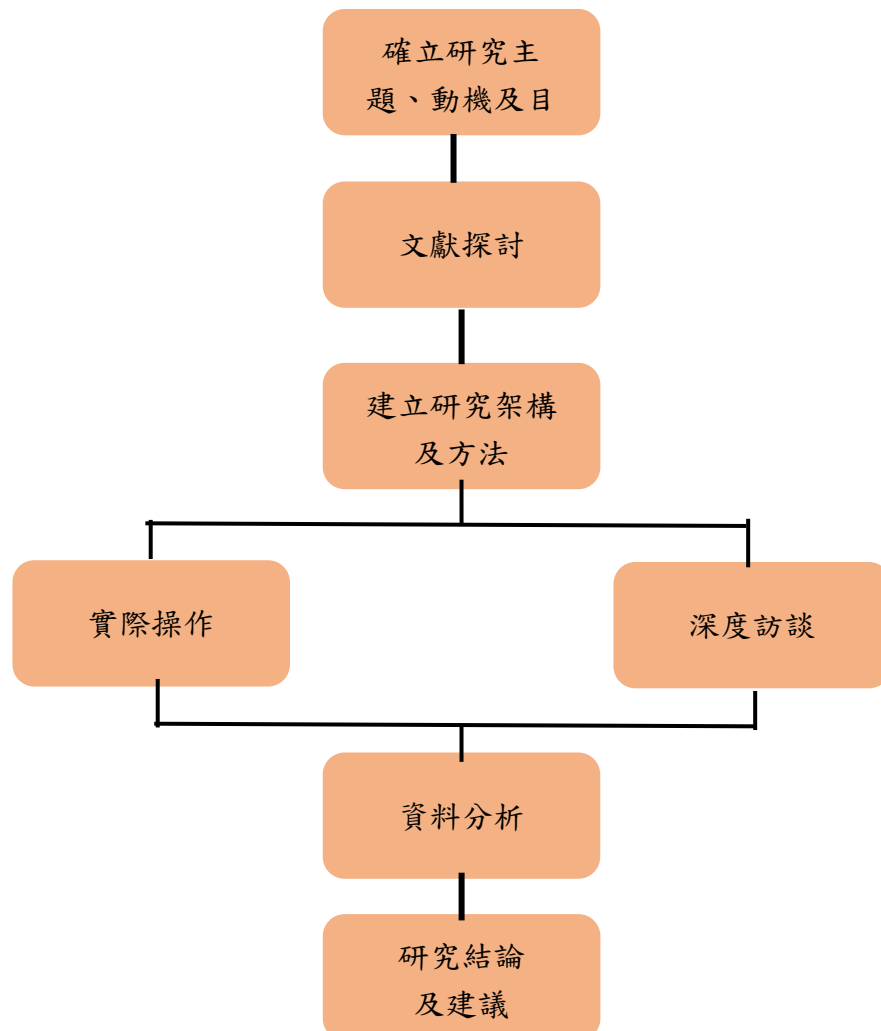 確立研究主
題、動機及目
文獻探討
建立研究架構
及方法
實際操作
深度訪談
資料分析
研究結論
及建議